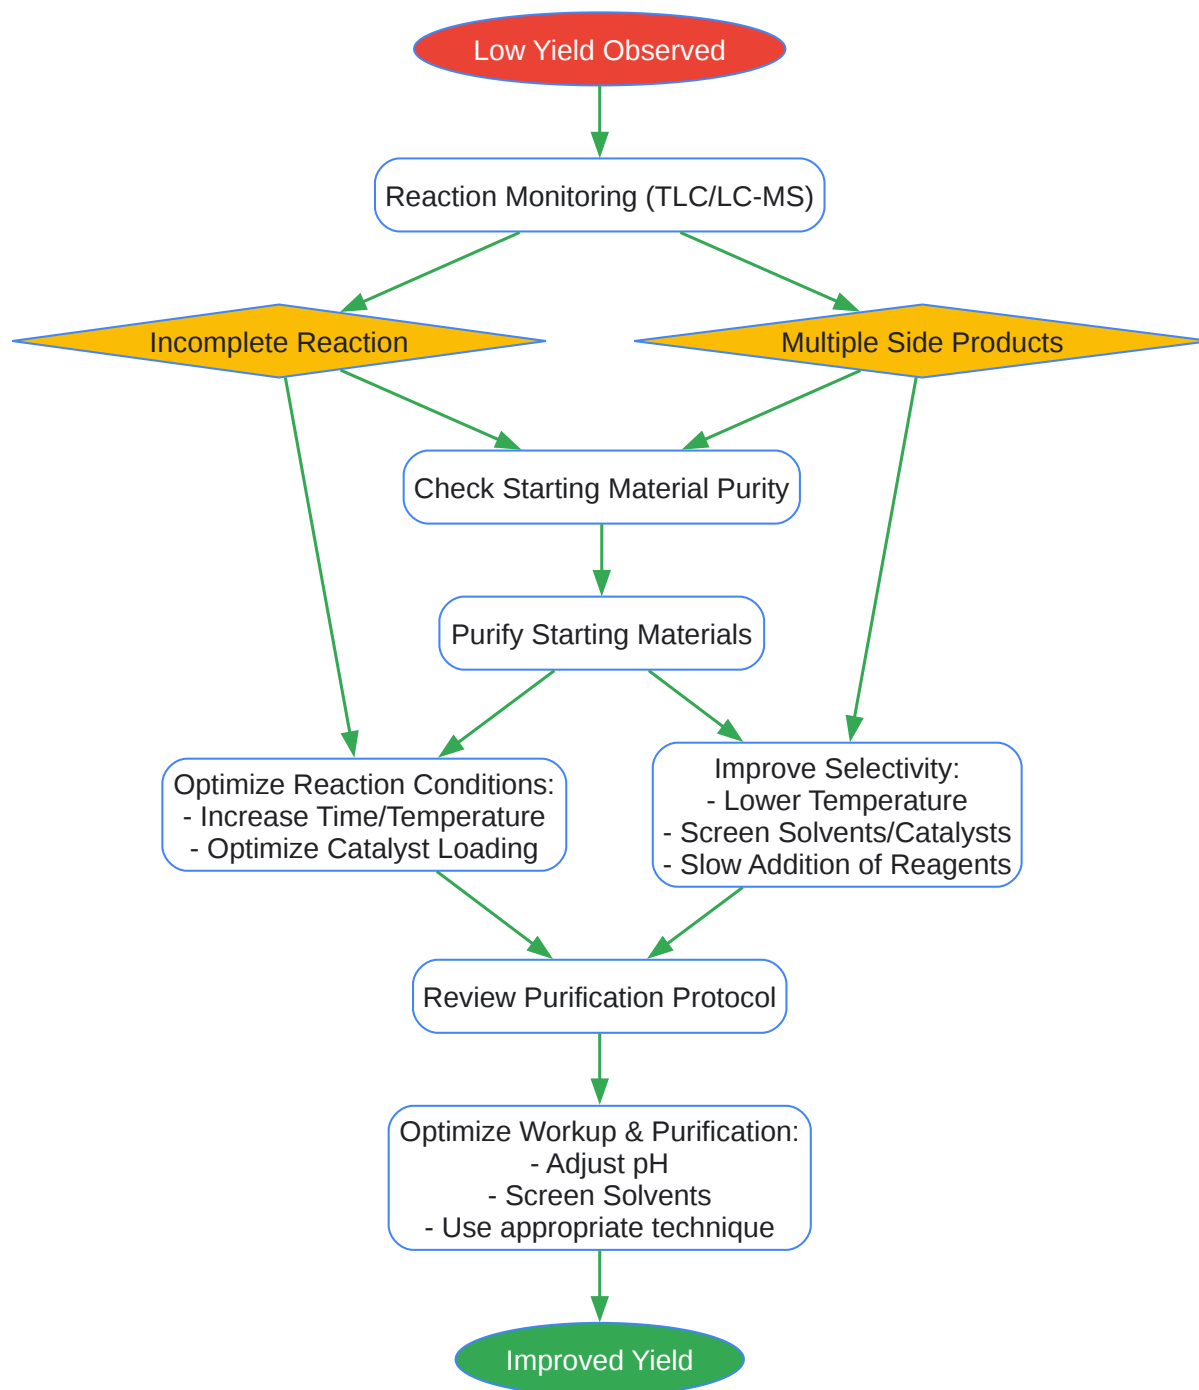 Low Yield Observed
Reaction Monitoring (TLC/LC-MS)
Incomplete Reaction
Multiple Side Products
Check Starting Material Purity
Purify Starting Materials
Optimize Reaction Conditions:
- Increase Time/Temperature
- Optimize Catalyst Loading
Improve Selectivity:
- Lower Temperature
- Screen Solvents/Catalysts
- Slow Addition of Reagents
Review Purification Protocol
Optimize Workup & Purification:
- Adjust pH
- Screen Solvents
- Use appropriate technique
Improved Yield